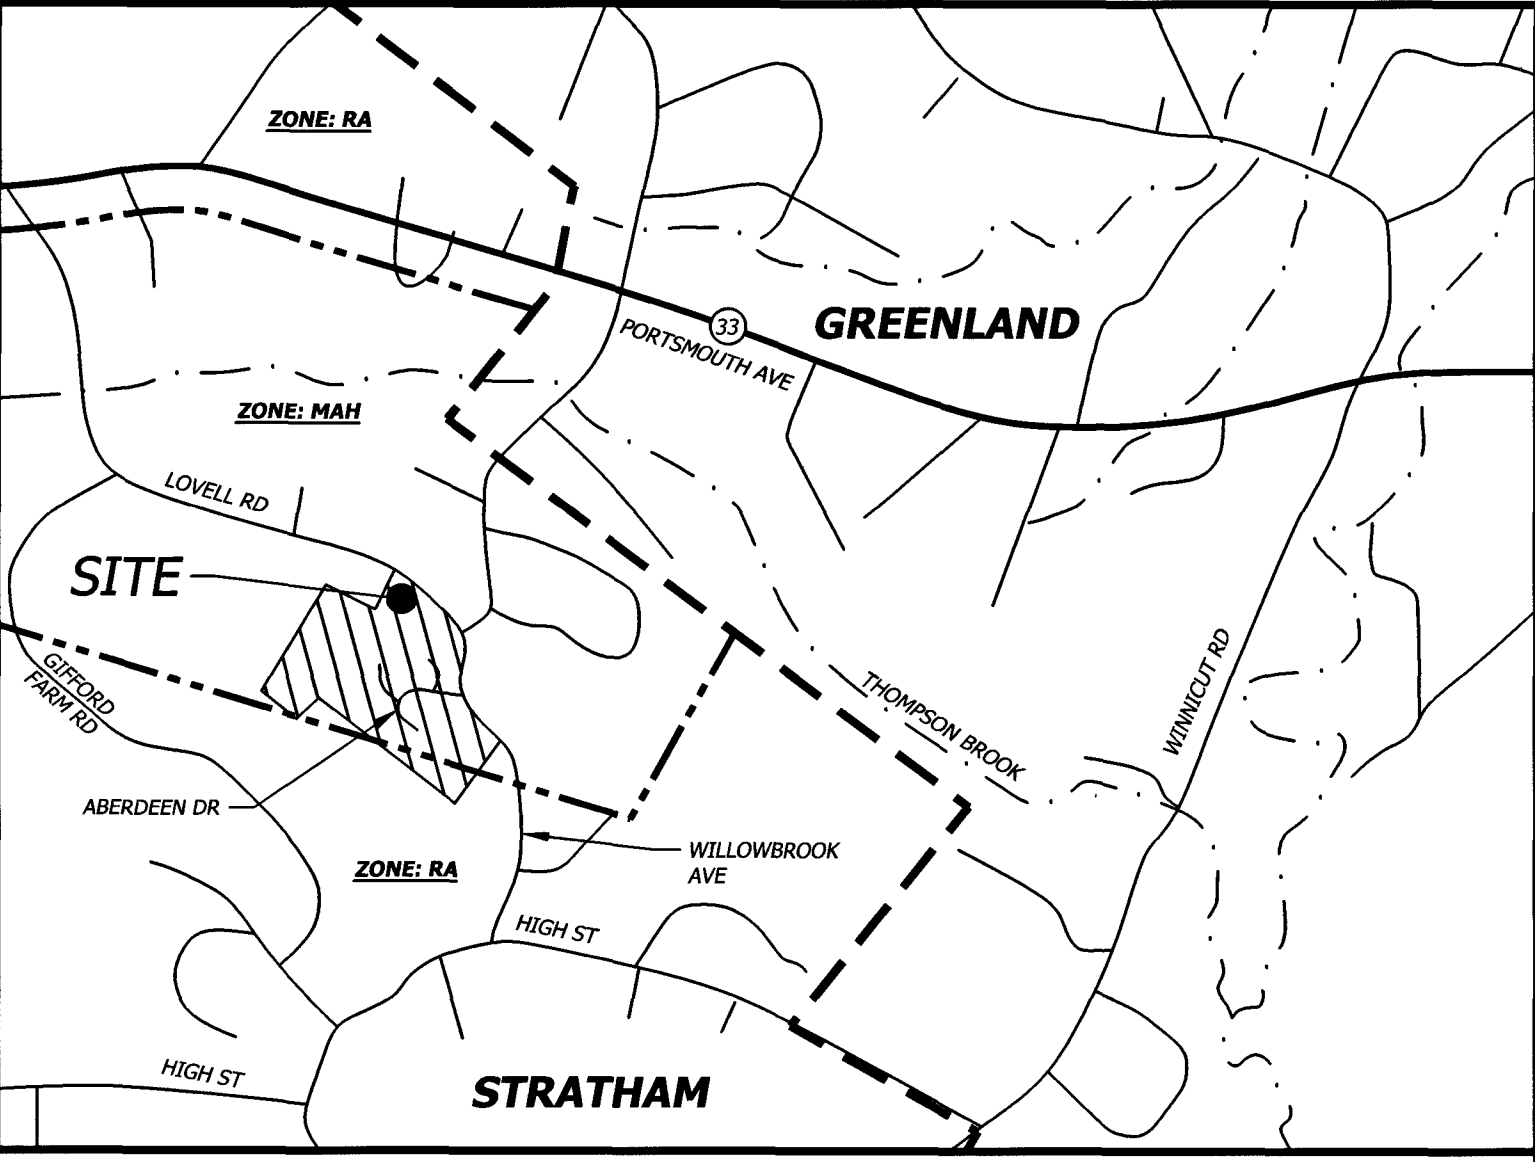 ZONE: RA
GREENLAND
33
PORTSMOUTH AVE
ZONE: MAH
LOVELL RD
SITE
GIFFORD
FARM RD
WINNICUT RD
THOMPSON BROOK
ABERDEEN DR
WILLOWBROOK
AVE
ZONE: RA
HIGH ST
HIGH ST
STRATHAM